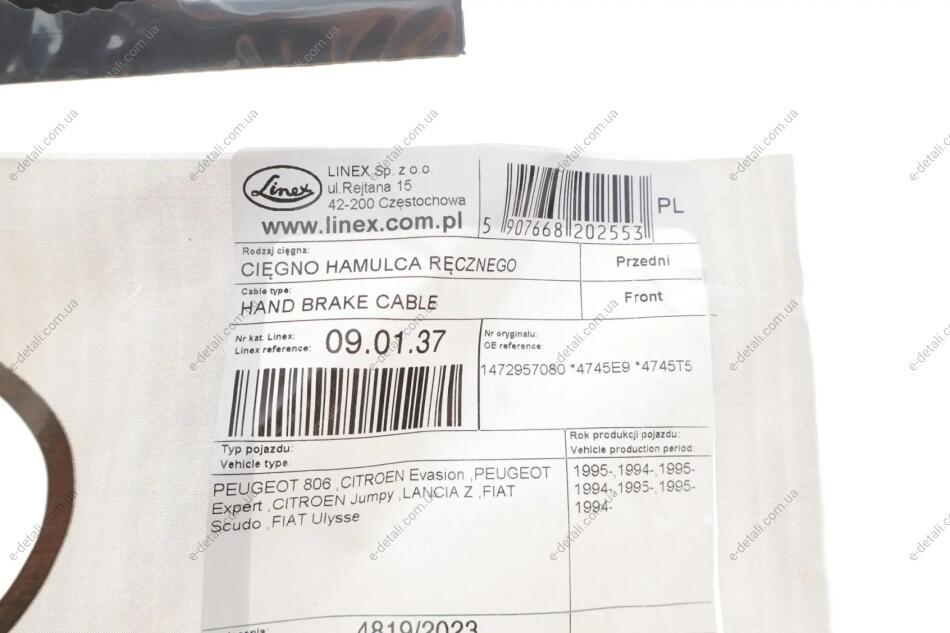 Linex
LINEX Sp. z o.o.
ul.Rejtana 15
42-200 Częstochowa
www.linex.com.pl
5 907668 202553
PL
Rodzaj cięgna:
CIĘGNO HAMULCA RĘCZNEGO
Przedni
Cable type:
HAND BRAKE CABLE
Front
Nr kat. Linex:
Linex reference:
09.01.37
Nr oryginału:
OE reference:
1472957080 *4745E9 *4745T5
Typ pojazdu:
Vehicle type:
Rok produkcji pojazdu:
Vehicle production period:
PEUGEOT 806 ,CITROEN Evasion ,PEUGEOT
Expert ,CITROEN Jumpy ,LANCIA Z ,FIAT
Scudo ,FIAT Ulysse
1995-,1994-,1995-
1994-,1995-,1995-
1994-
4819/2023
e-detali.com.ua